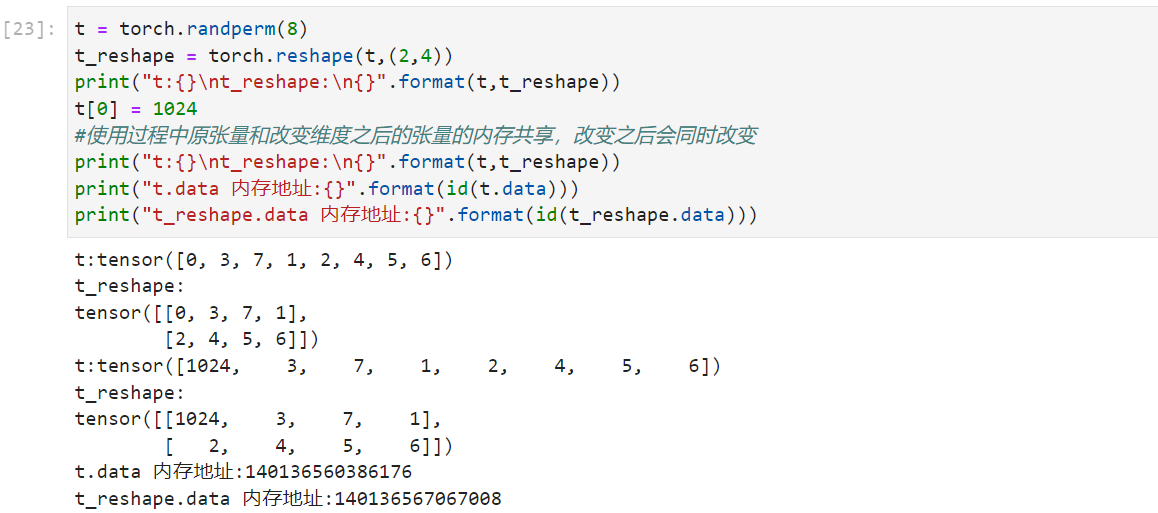 [23]:
t = torch.randperm(8)
t_reshape = torch.reshape(t,(2,4))
print("t:{}\nt_reshape:\n{}".format(t,t_reshape))
t[0] = 1024
#使用过程中原张量和改变维度之后的张量的内存共享，改变之后会同时改变
print("t:{}\nt_reshape:\n{}".format(t,t_reshape))
print("t.data 内存地址:{}".format(id(t.data)))
print("t_reshape.data 内存地址:{}".format(id(t_reshape.data)))
t:tensor([0, 3, 7, 1, 2, 4, 5, 6])
t_reshape:
tensor([[0, 3, 7, 1],
        [2, 4, 5, 6]])
t:tensor([1024,    3,    7,    1,    2,    4,    5,    6])
t_reshape:
tensor([[1024,    3,    7,    1],
        [   2,    4,    5,    6]])
t.data 内存地址:140136560386176
t_reshape.data 内存地址:140136567067008